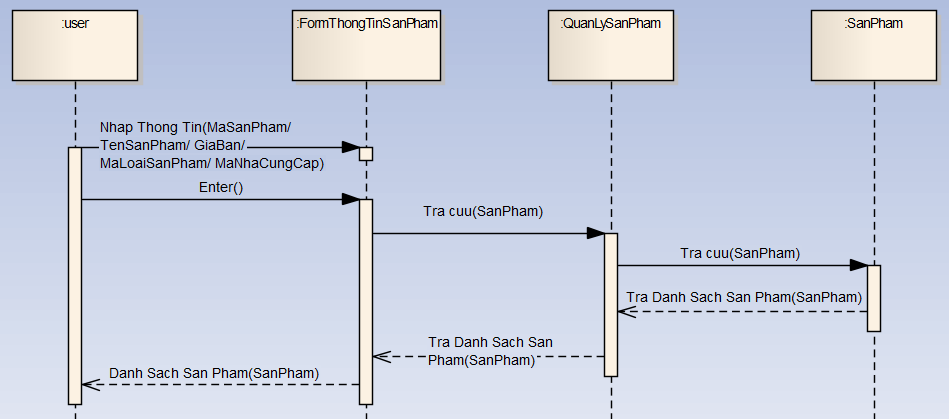 :user
:FormThongTinSanPham
:QuanLySanPham
:SanPham
Nhap Thong Tin(MaSanPham/
TenSanPham/ GiaBan/
MaLoaiSanPham/ MaNhaCungCap)
Enter()
Tra cuu(SanPham)
Tra cuu(SanPham)
Tra Danh Sach San Pham(SanPham)
Tra Danh Sach San
Pham(SanPham)
Danh Sach San Pham(SanPham)